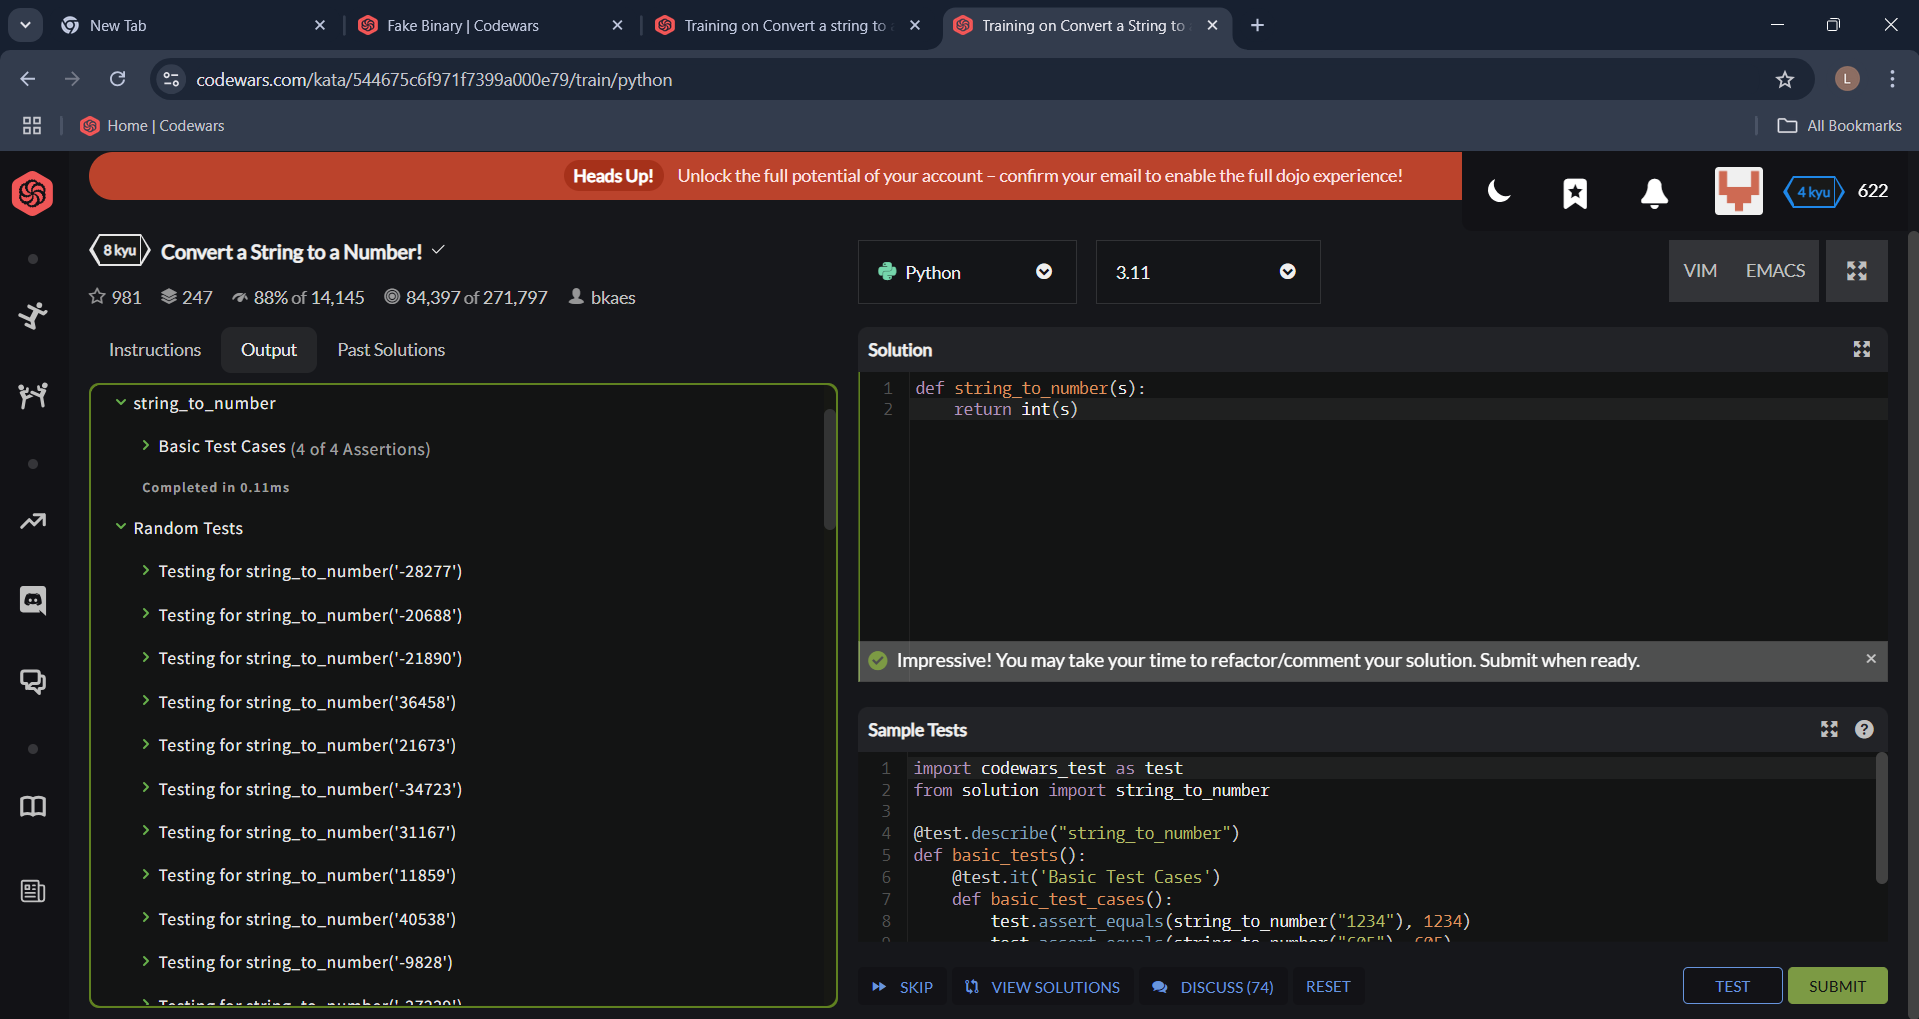 New Tab
Fake Binary | Codewars
Training on Convert a string to
Training on Convert a String to
codewars.com/kata/544675c6f971f7399a000e79/train/python
L
Home | Codewars
All Bookmarks
Heads Up! Unlock the full potential of your account – confirm your email to enable the full dojo experience!
4 kyu 622
8 kyu Convert a String to a Number!
981 247 88% of 14,145 84,397 of 271,797 bkaes
Python
3.11
VIM EMACS
Instructions Output Past Solutions
string_to_number
Basic Test Cases (4 of 4 Assertions)
Completed in 0.11ms
Random Tests
Testing for string_to_number('-28277')
Testing for string_to_number('-20688')
Testing for string_to_number('-21890')
Testing for string_to_number('36458')
Testing for string_to_number('21673')
Testing for string_to_number('-34723')
Testing for string_to_number('31167')
Testing for string_to_number('11859')
Testing for string_to_number('40538')
Testing for string_to_number('-9828')
Solution
1 def string_to_number(s):
2 return int(s)
Impressive! You may take your time to refactor/comment your solution. Submit when ready.
Sample Tests
1 import codewars_test as test
2 from solution import string_to_number
3
4 @test.describe("string_to_number")
5 def basic_tests():
6 @test.it('Basic Test Cases')
7 def basic_test_cases():
8 test.assert_equals(string_to_number("1234"), 1234)
SKIP VIEW SOLUTIONS DISCUSS (74) RESET
TEST SUBMIT